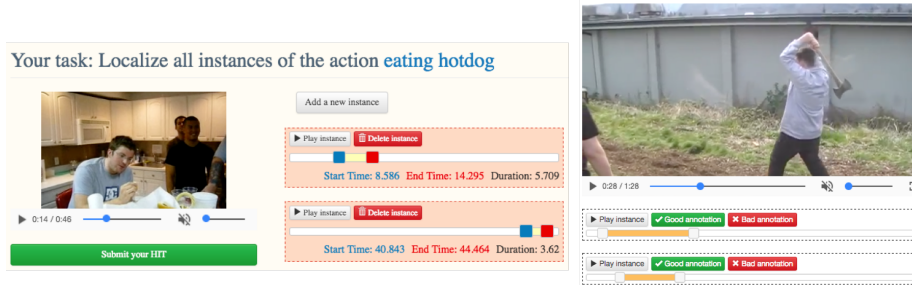 Your task: Localize all instances of the action eating hotdog
Add a new instance
Play instance Delete instance
Start Time: 8.586 End Time: 14.295 Duration: 5.709
0:14 / 0:46
Play instance Delete instance
Start Time: 40.843 End Time: 44.464 Duration: 3.62
Submit your HIT
0:28 / 1:28
Play instance Good annotation Bad annotation
Play instance Good annotation Bad annotation